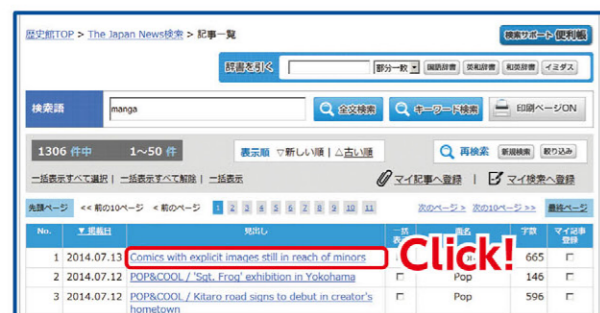 歴史館TOP > The Japan News検索 > 記事一覧
検索サポート 便利帳
辞書を引く 部分一致 国語辞書 英和辞書 和英辞書 イミダス
検索語 manga 全文検索 キーワード検索 印刷ページON
1306 件中 1〜50 件 表示順 ▽新しい順 | △古い順 再検索 新規検索 絞り込み
一括表示すべて選択 | 一括表示すべて解除 | 一括表示 マイ記事へ登録 | マイ検索へ登録
先頭ページ << 前の10ページ < 前のページ 1 2 3 4 5 6 7 8 9 10 11 次のページ > 次の10ページ >> 最終ページ
No. ▼掲載日 見出し 一括表示 面名 字数 マイ記事登録
1 2014.07.13 Comics with explicit images still in reach of minors 665
Click!
2 2014.07.12 POP&COOL / 'Sgt. Frog' exhibition in Yokohama Pop 146
3 2014.07.12 POP&COOL / Kitaro road signs to debut in creator's Pop 596
hometown